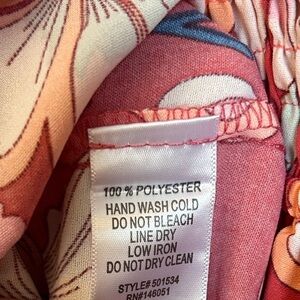 100 % POLYESTER
HAND WASH COLD
DO NOT BLEACH
LINE DRY
LOW IRON
DO NOT DRY CLEAN
STYLE#501534
RN#146051